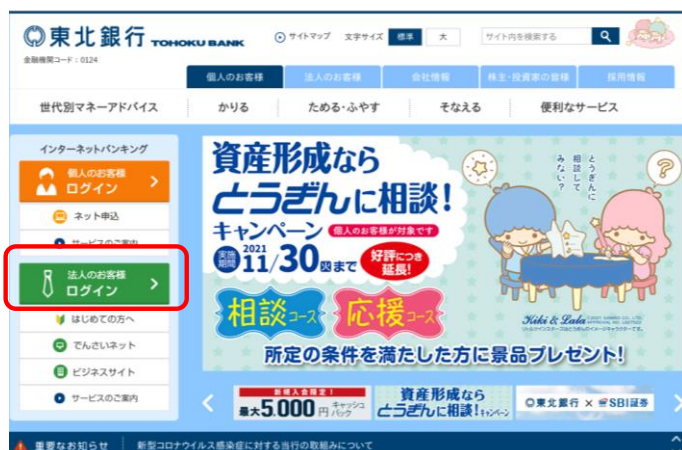 東北銀行 TOHOKU BANK
サイトマップ 文字サイズ 標準 大 サイト内を検索する
金融機関コード：0124
個人のお客様 法人のお客様 会社情報 株主・投資家の皆様 採用情報
世代別マネーアドバイス かりる ためる・ふやす そなえる 便利なサービス
インターネットバンキング
個人のお客様
ログイン
ネット申込
サービスのご案内
法人のお客様
ログイン
はじめての方へ
でんさいネット
ビジネスサイト
サービスのご案内
資産形成なら
とうぎんに相談！
キャンペーン 個人のお客様が対象です
実施期間 2021 11/30 火まで 好評につき延長！
相談コース 応援コース
所定の条件を満たした方に景品プレゼント！
とうぎんに
相談して
みない？
?
Kiki & Lala
新規入会限定！
最大5,000円 キャッシュバック
資産形成なら
とうぎんに相談！キャンペーン
東北銀行 × SBI証券
重要なお知らせ 新型コロナウイルス感染症に対する当行の取組みについて